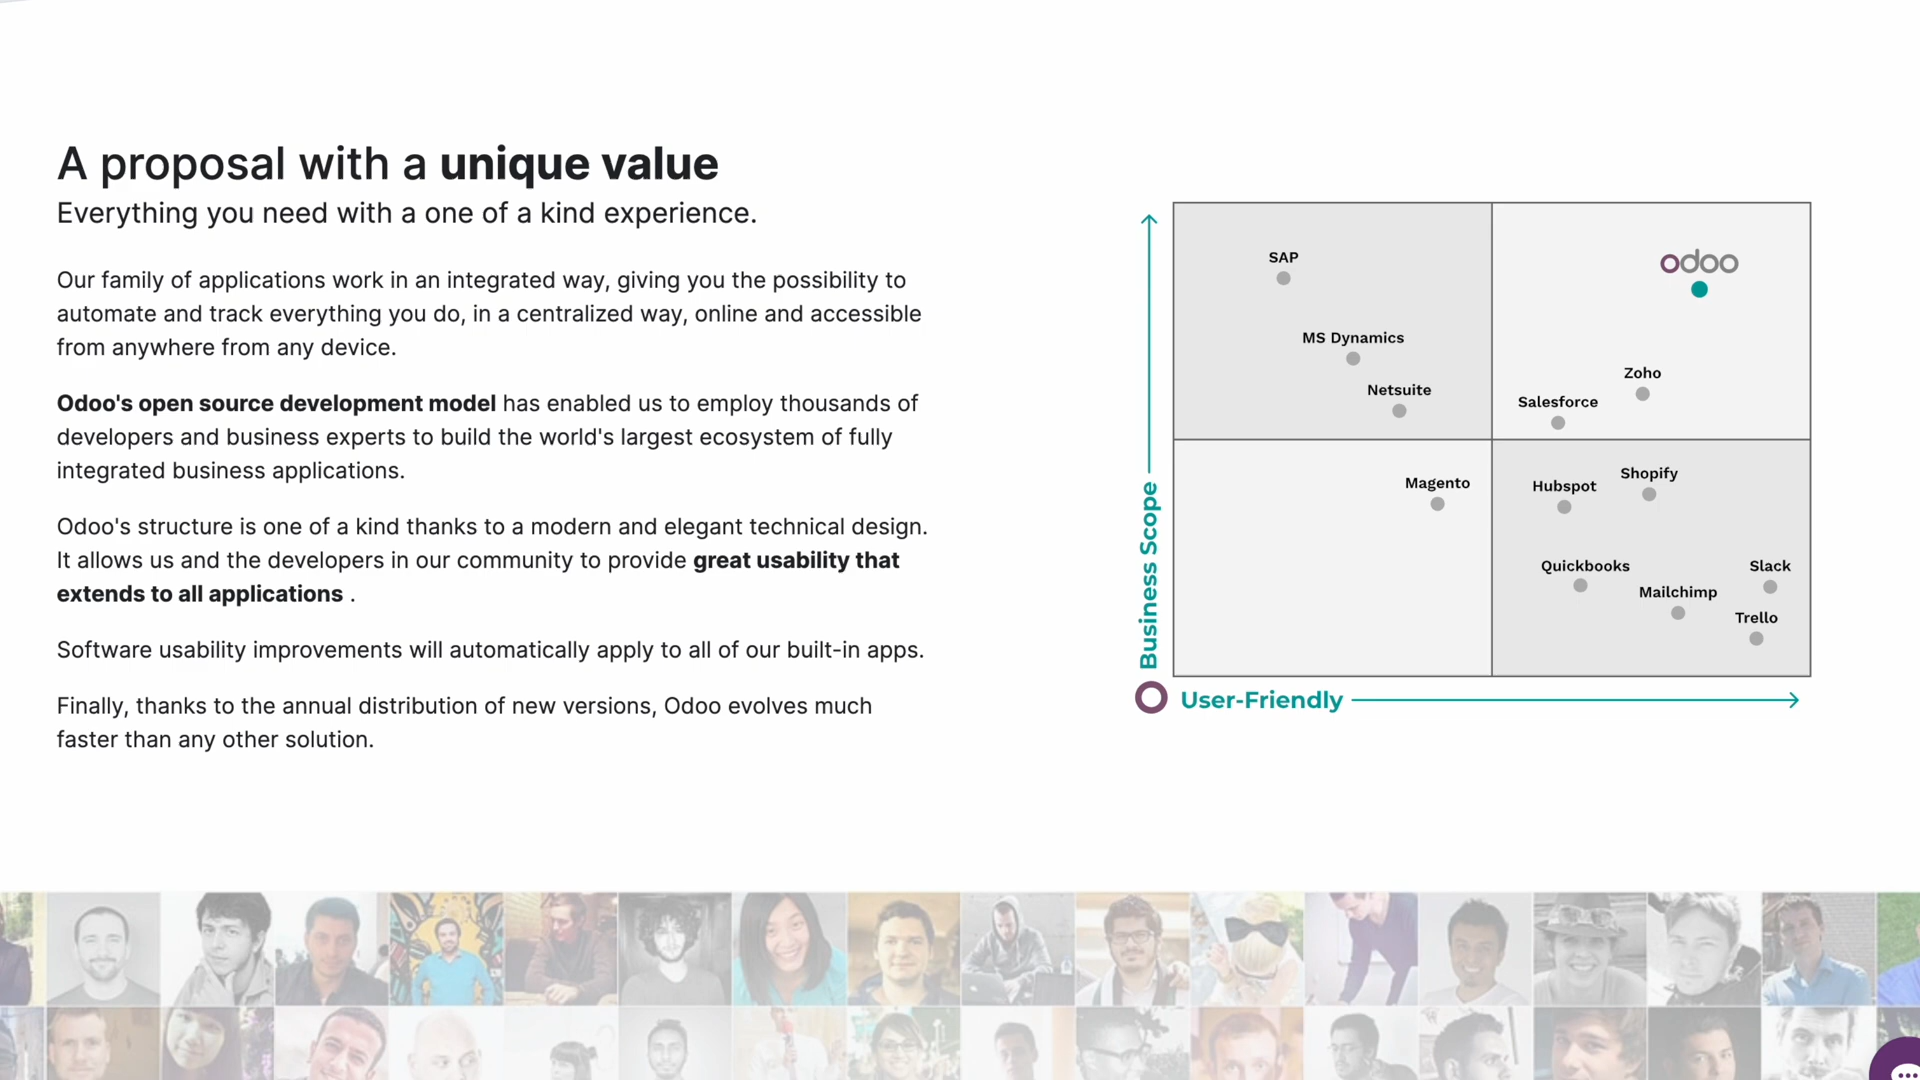 A proposal with a unique value
Everything you need with a one of a kind experience.
Our family of applications work in an integrated way, giving you the possibility to
automate and track everything you do, in a centralized way, online and accessible
from anywhere from any device.
Odoo's open source development model has enabled us to employ thousands of
developers and business experts to build the world's largest ecosystem of fully
integrated business applications.
Odoo's structure is one of a kind thanks to a modern and elegant technical design.
It allows us and the developers in our community to provide great usability that
extends to all applications .
Software usability improvements will automatically apply to all of our built-in apps.
Finally, thanks to the annual distribution of new versions, Odoo evolves much
faster than any other solution.
SAP
odoo
MS Dynamics
Netsuite
Zoho
Salesforce
Magento
Hubspot
Shopify
Quickbooks
Slack
Mailchimp
Trello
Business Scope
User-Friendly